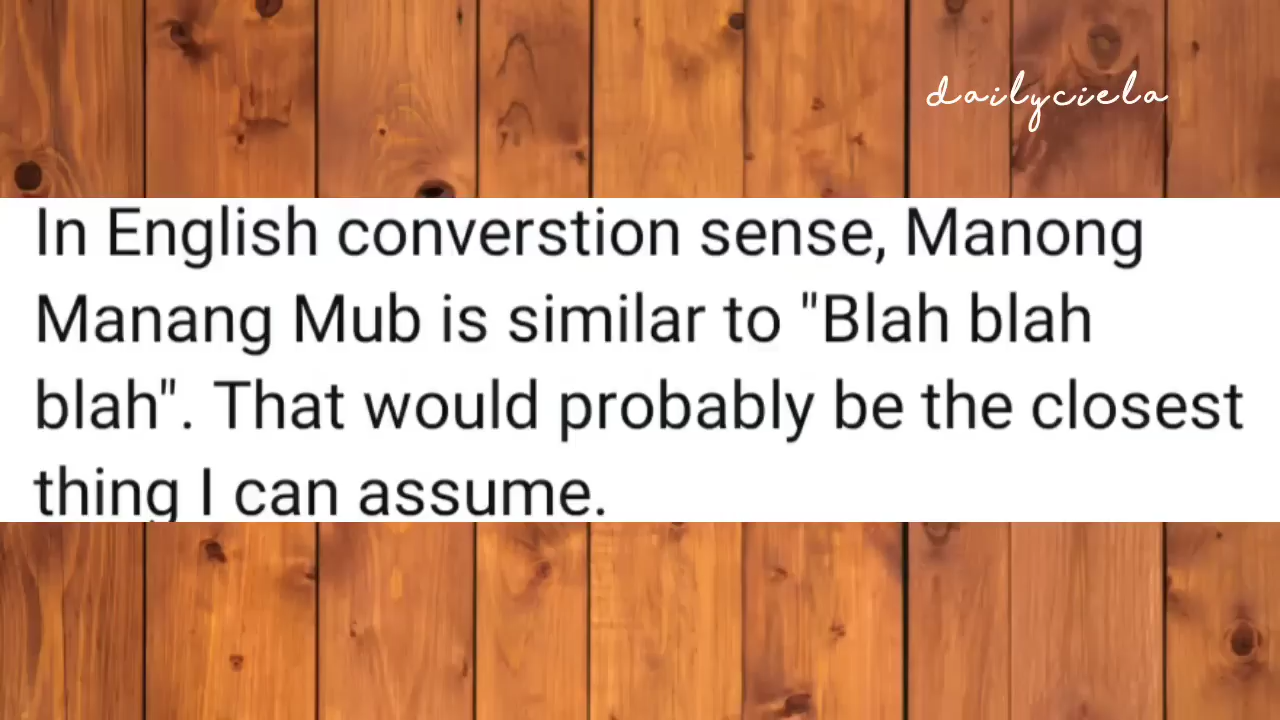 dailyciela
In English converstion sense, Manong
Manang Mub is similar to "Blah blah
blah". That would probably be the closest
thing I can assume.